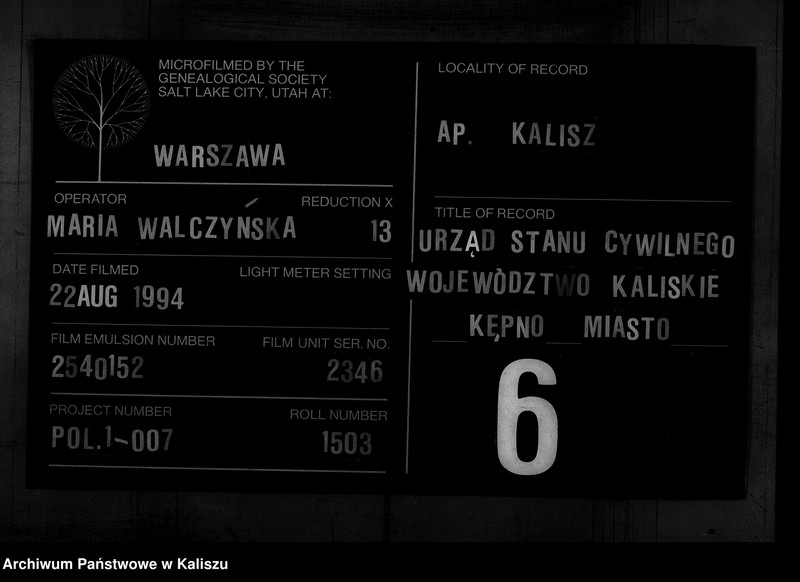 MICROFILMED BY THE
GENEALOGICAL SOCIETY
SALT LAKE CITY, UTAH AT:
WARSZAWA
OPERATOR REDUCTION X
MARIA WALCZYŃSKA 13
DATE FILMED LIGHT METER SETTING
22AUG 1994
FILM EMULSION NUMBER FILM UNIT SER. NO.
2540152 2346
PROJECT NUMBER ROLL NUMBER
POL.1-007 1503
LOCALITY OF RECORD
AP. KALISZ
TITLE OF RECORD
URZĄD STANU CYWILNEGO
WOJEWÒDZTWO KALISKIE
KĘPNO MIASTO
6
Archiwum Państwowe w Kaliszu